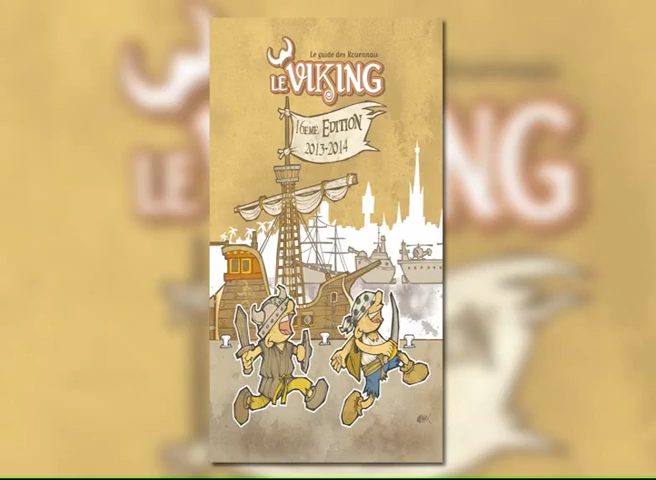 Le guide des Rouennais
LE VIKING
16EME EDITION
2013-2014